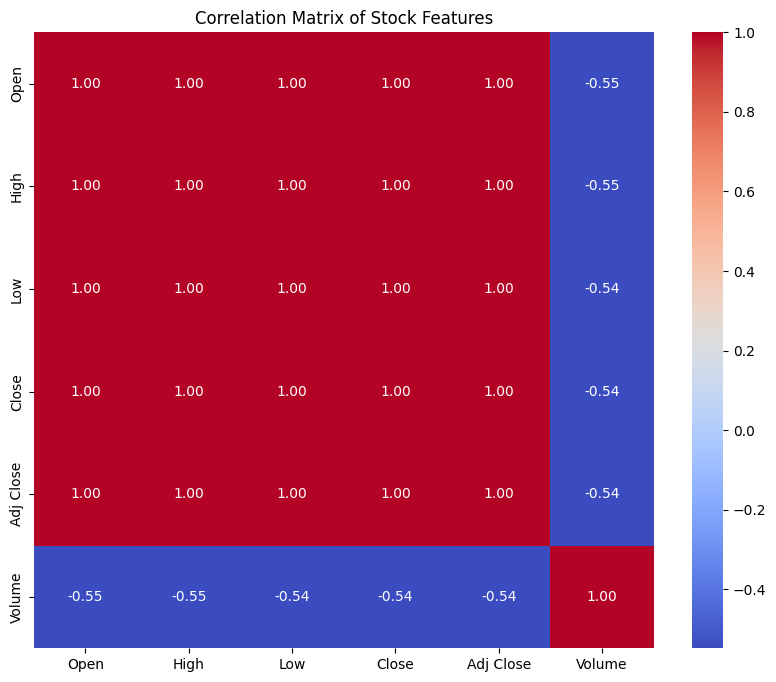 Correlation Matrix of Stock Features
Open 1.00 1.00 1.00 1.00 1.00 -0.55
High 1.00 1.00 1.00 1.00 1.00 -0.55
Low 1.00 1.00 1.00 1.00 1.00 -0.54
Close 1.00 1.00 1.00 1.00 1.00 -0.54
Adj Close 1.00 1.00 1.00 1.00 1.00 -0.54
Volume -0.55 -0.55 -0.54 -0.54 -0.54 1.00
Open High Low Close Adj Close Volume
1.0
0.8
0.6
0.4
0.2
0.0
−0.2
−0.4